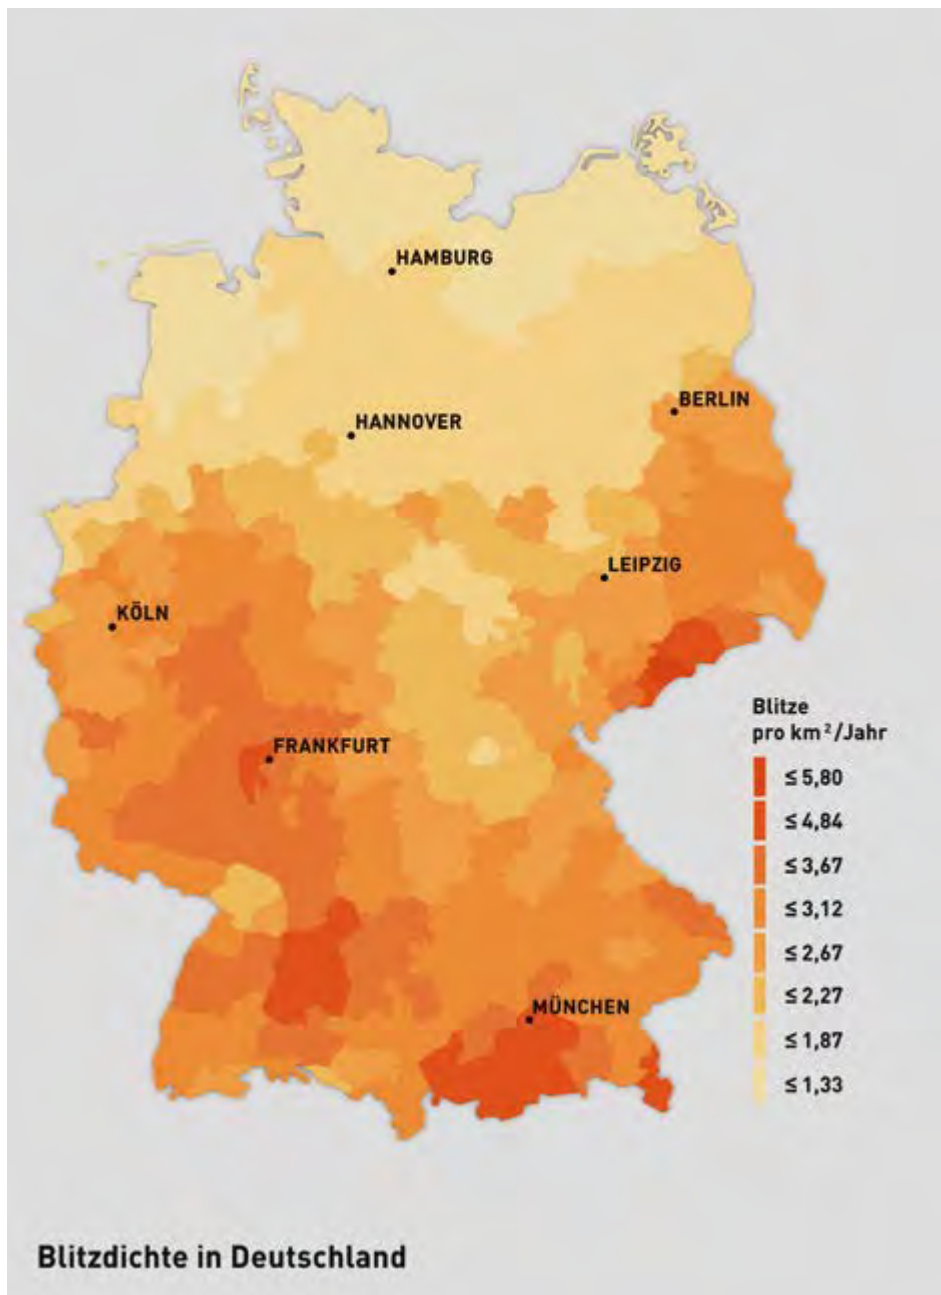 HAMBURG
HANNOVER
BERLIN
LEIPZIG
KÖLN
FRANKFURT
MÜNCHEN
Blitze
pro km²/Jahr
≤ 5,80
≤ 4,84
≤ 3,67
≤ 3,12
≤ 2,67
≤ 2,27
≤ 1,87
≤ 1,33
Blitzdichte in Deutschland